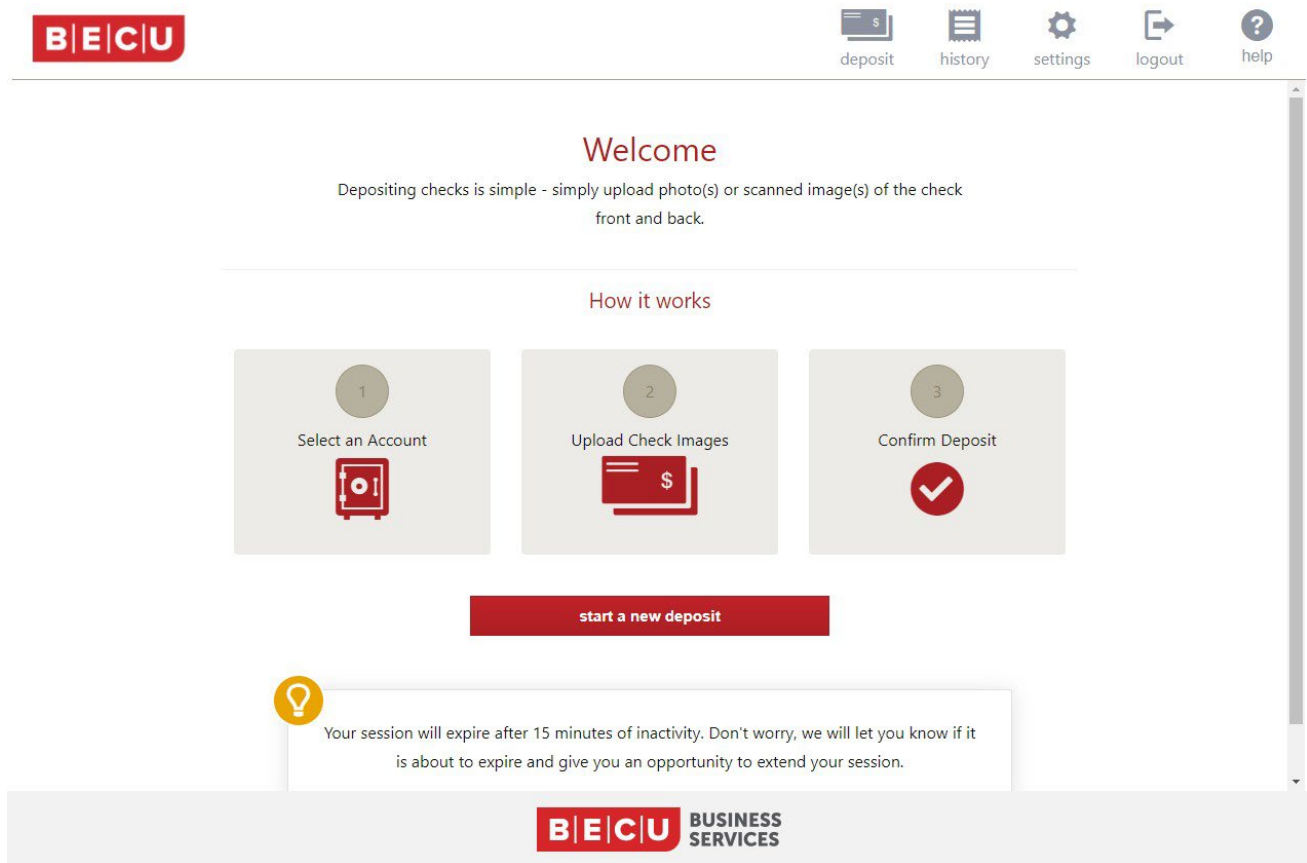 B|E|C|U
$
deposit
history
settings
logout
?
help
Welcome
Depositing checks is simple - simply upload photo(s) or scanned image(s) of the check
front and back.
How it works
1
Select an Account
2
Upload Check Images
$
3
Confirm Deposit
start a new deposit
Your session will expire after 15 minutes of inactivity. Don't worry, we will let you know if it
is about to expire and give you an opportunity to extend your session.
B|E|C|U
BUSINESS
SERVICES